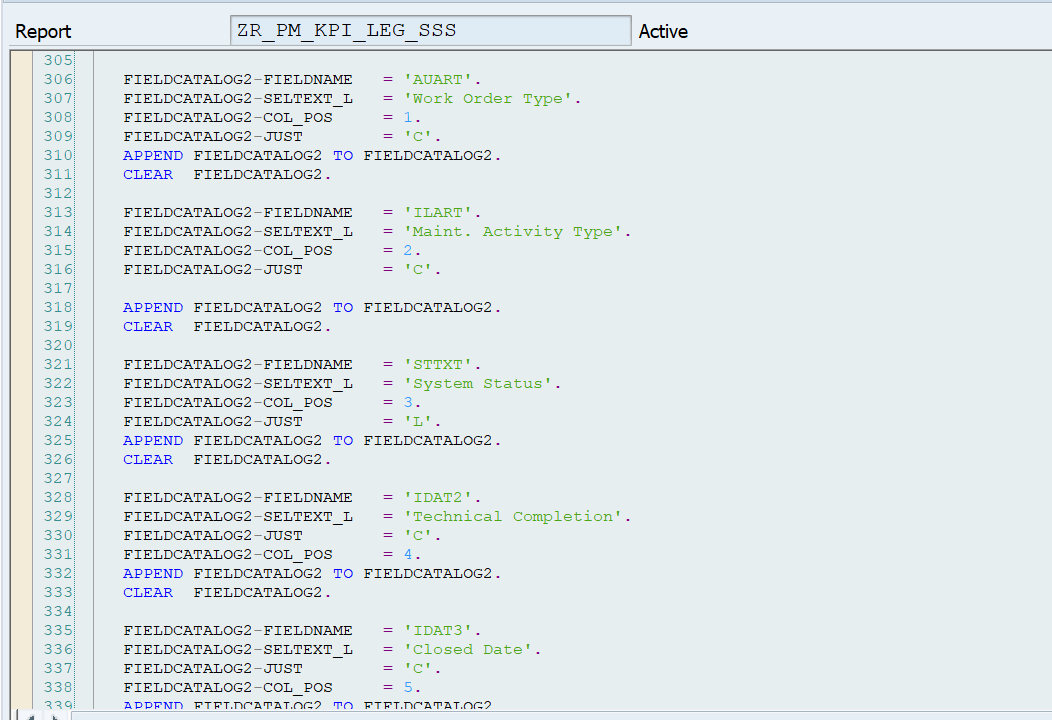 Report ZR_PM_KPI_LEG_SSS Active
305
306 FIELDCATALOG2-FIELDNAME = 'AUART'.
307 FIELDCATALOG2-SELTEXT_L = 'Work Order Type'.
308 FIELDCATALOG2-COL_POS = 1.
309 FIELDCATALOG2-JUST = 'C'.
310 APPEND FIELDCATALOG2 TO FIELDCATALOG2.
311 CLEAR FIELDCATALOG2.
312
313 FIELDCATALOG2-FIELDNAME = 'ILART'.
314 FIELDCATALOG2-SELTEXT_L = 'Maint. Activity Type'.
315 FIELDCATALOG2-COL_POS = 2.
316 FIELDCATALOG2-JUST = 'C'.
317
318 APPEND FIELDCATALOG2 TO FIELDCATALOG2.
319 CLEAR FIELDCATALOG2.
320
321 FIELDCATALOG2-FIELDNAME = 'STTXT'.
322 FIELDCATALOG2-SELTEXT_L = 'System Status'.
323 FIELDCATALOG2-COL_POS = 3.
324 FIELDCATALOG2-JUST = 'L'.
325 APPEND FIELDCATALOG2 TO FIELDCATALOG2.
326 CLEAR FIELDCATALOG2.
327
328 FIELDCATALOG2-FIELDNAME = 'IDAT2'.
329 FIELDCATALOG2-SELTEXT_L = 'Technical Completion'.
330 FIELDCATALOG2-JUST = 'C'.
331 FIELDCATALOG2-COL_POS = 4.
332 APPEND FIELDCATALOG2 TO FIELDCATALOG2.
333 CLEAR FIELDCATALOG2.
334
335 FIELDCATALOG2-FIELDNAME = 'IDAT3'.
336 FIELDCATALOG2-SELTEXT_L = 'Closed Date'.
337 FIELDCATALOG2-JUST = 'C'.
338 FIELDCATALOG2-COL_POS = 5.
339 APPEND FIELDCATALOG2 TO FIELDCATALOG2